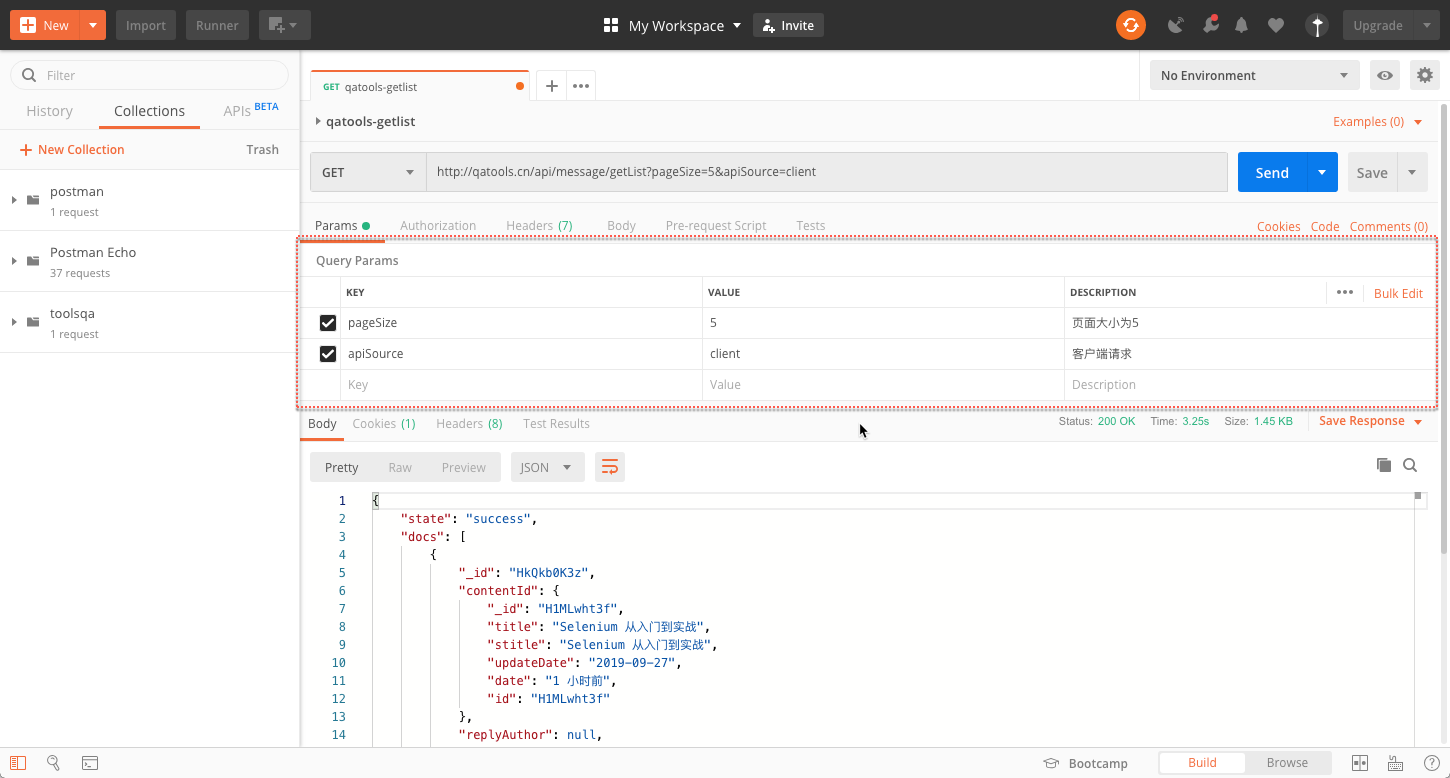 New Import Runner My Workspace Invite Upgrade
Filter
History Collections APIs BETA
New Collection Trash
postman
1 request
Postman Echo
37 requests
toolsqa
1 request
GET qatools-getlist No Environment
qatools-getlist Examples (0)
GET http://qatools.cn/api/message/getList?pageSize=5&apiSource=client Send Save
Params Authorization Headers (7) Body Pre-request Script Tests Cookies Code Comments (0)
Query Params
KEY VALUE DESCRIPTION Bulk Edit
pageSize 5 页面大小为5
apiSource client 客户端请求
Key Value Description
Body Cookies (1) Headers (8) Test Results Status: 200 OK Time: 3.25s Size: 1.45 KB Save Response
Pretty Raw Preview JSON
1 {
2 "state": "success",
3 "docs": [
4 {
5 "_id": "HkQkb0K3z",
6 "contentId": {
7 "_id": "H1MLwht3f",
8 "title": "Selenium 从入门到实战",
9 "stitle": "Selenium 从入门到实战",
10 "updateDate": "2019-09-27",
11 "date": "1 小时前",
12 "id": "H1MLwht3f"
13 },
14 "replyAuthor": null,
Bootcamp Build Browse